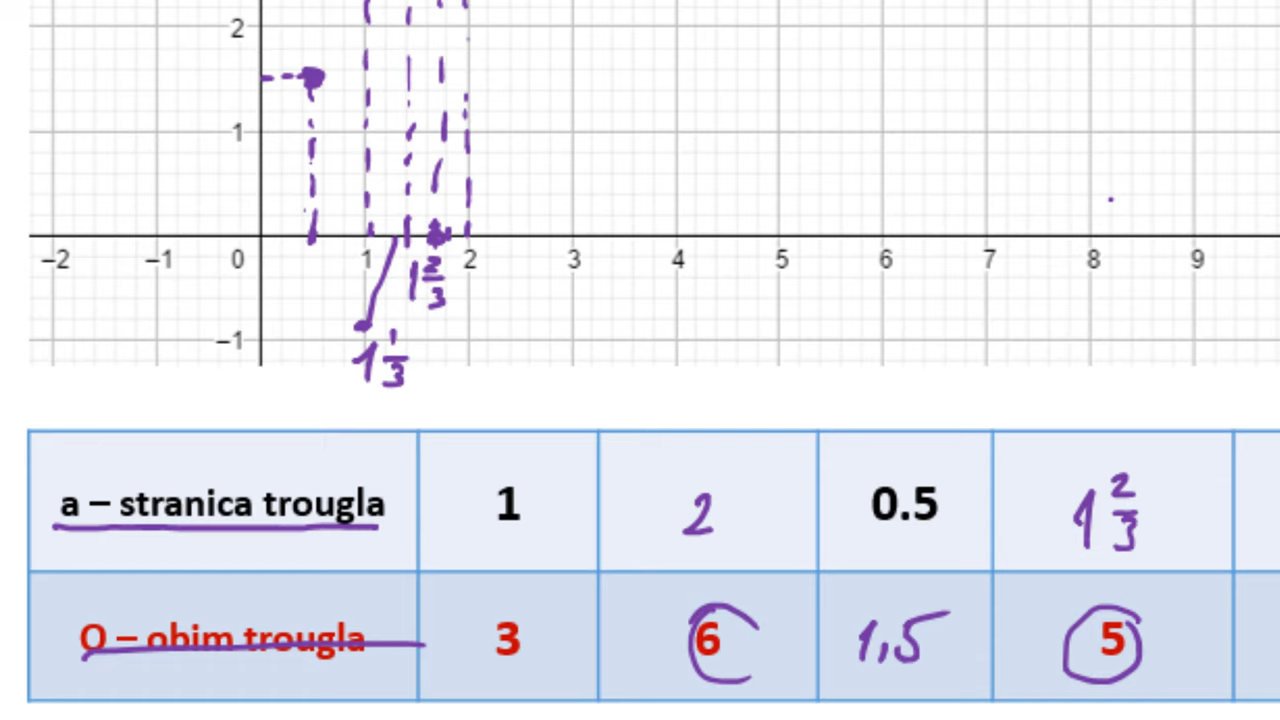 2
1
-2 -1 0 1 2 3 4 5 6 7 8 9
1 2/3
-1
1 1/3
a – stranica trougla 1 2 0.5 1 2/3
O – obim trougla 3 6 1,5 5